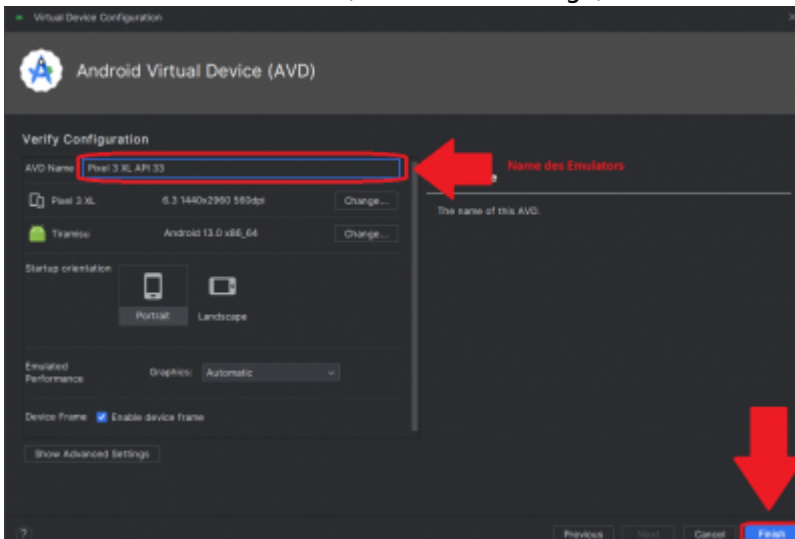 Virtual Device Configuration
Android Virtual Device (AVD)
Verify Configuration
AVD Name Pixel 3 XL API 33
Name des Emulators
Pixel 3 XL 6.3 1440x2960 560dpi Change...
The name of this AVD.
Tiramisu Android 13.0 x86_64 Change...
Startup orientation
Portrait Landscape
Emulated Performance Graphics: Automatic
Device Frame Enable device frame
Show Advanced Settings
? Previous Next Cancel Finish